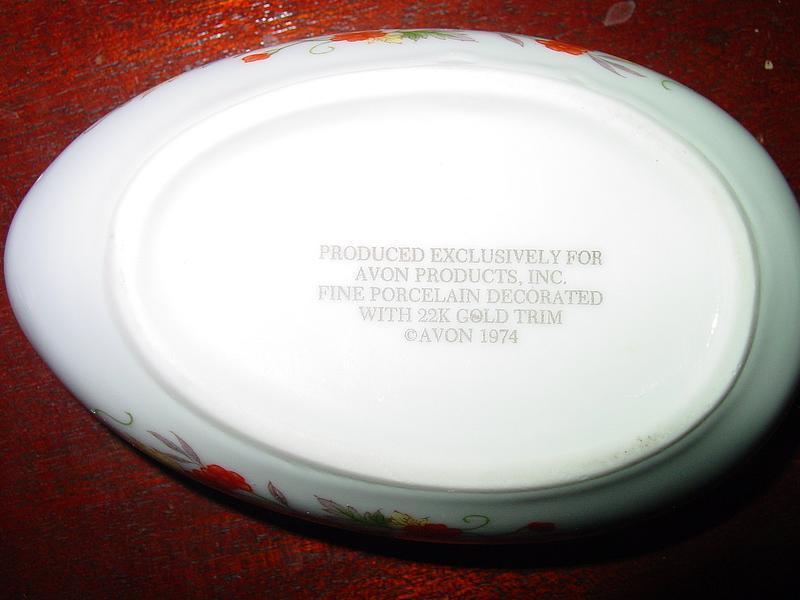 PRODUCED EXCLUSIVELY FOR
AVON PRODUCTS, INC.
FINE PORCELAIN DECORATED
WITH 22K GOLD TRIM
©AVON 1974